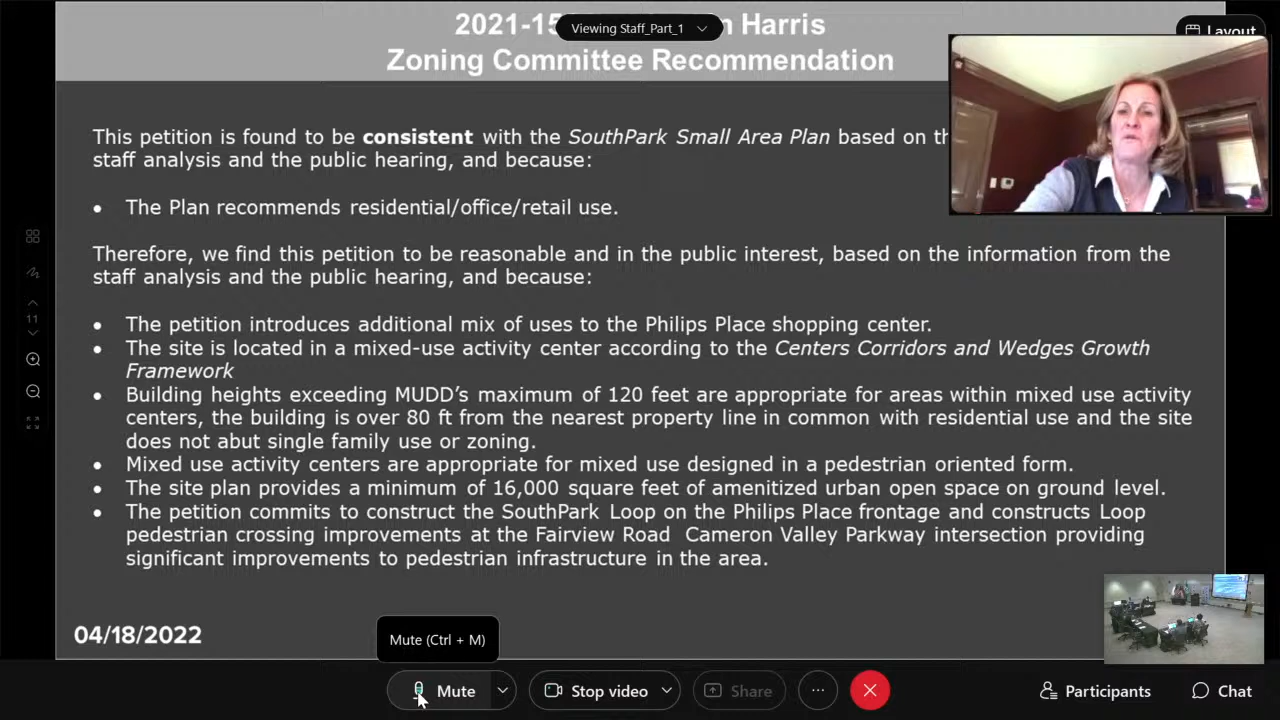 2021-15
n Harris
Viewing Staff_Part_1
Layout
Zoning Committee Recommendation
This petition is found to be consistent with the SouthPark Small Area Plan based on th
staff analysis and the public hearing, and because:
• The Plan recommends residential/office/retail use.
Therefore, we find this petition to be reasonable and in the public interest, based on the information from the
staff analysis and the public hearing, and because:
• The petition introduces additional mix of uses to the Philips Place shopping center.
• The site is located in a mixed-use activity center according to the Centers Corridors and Wedges Growth
Framework
• Building heights exceeding MUDD’s maximum of 120 feet are appropriate for areas within mixed use activity
centers, the building is over 80 ft from the nearest property line in common with residential use and the site
does not abut single family use or zoning.
• Mixed use activity centers are appropriate for mixed use designed in a pedestrian oriented form.
• The site plan provides a minimum of 16,000 square feet of amenitized urban open space on ground level.
• The petition commits to construct the SouthPark Loop on the Philips Place frontage and constructs Loop
pedestrian crossing improvements at the Fairview Road Cameron Valley Parkway intersection providing
significant improvements to pedestrian infrastructure in the area.
11
04/18/2022
Mute (Ctrl + M)
Mute
Stop video
Share
Participants
Chat